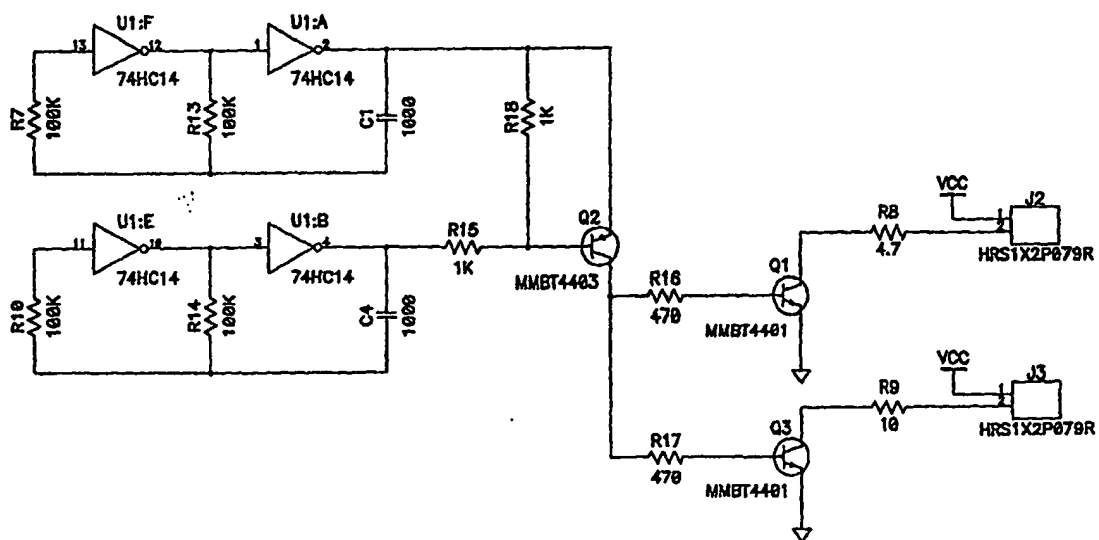 U1:F
13
12
74HC14
U1:A
1
2
74HC14
R7
100K
R13
100K
C1
1000
R18
1K
U1:E
11
10
74HC14
U1:B
3
4
74HC14
R10
100K
R14
100K
C4
1000
R15
1K
Q2
MMBT4403
R16
470
Q1
MMBT4401
R8
4.7
VCC
1
2
J2
HRS1X2P079R
R17
470
Q3
MMBT4401
R9
10
VCC
1
2
J3
HRS1X2P079R